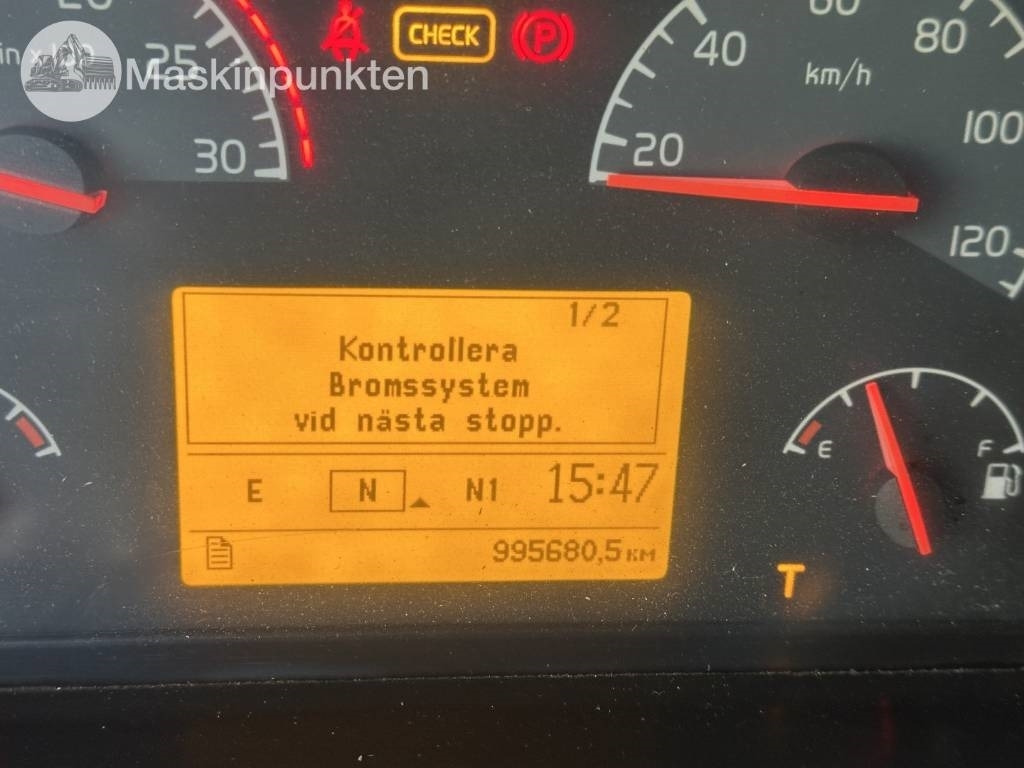 60
80
40
CHECK
P
km/h
25
Maskinpunkten
100
30
20
120
1/2
Kontrollera
Bromssystem
vid nästa stopp.
E
F
E N N1 15:47
995680,5 км
T